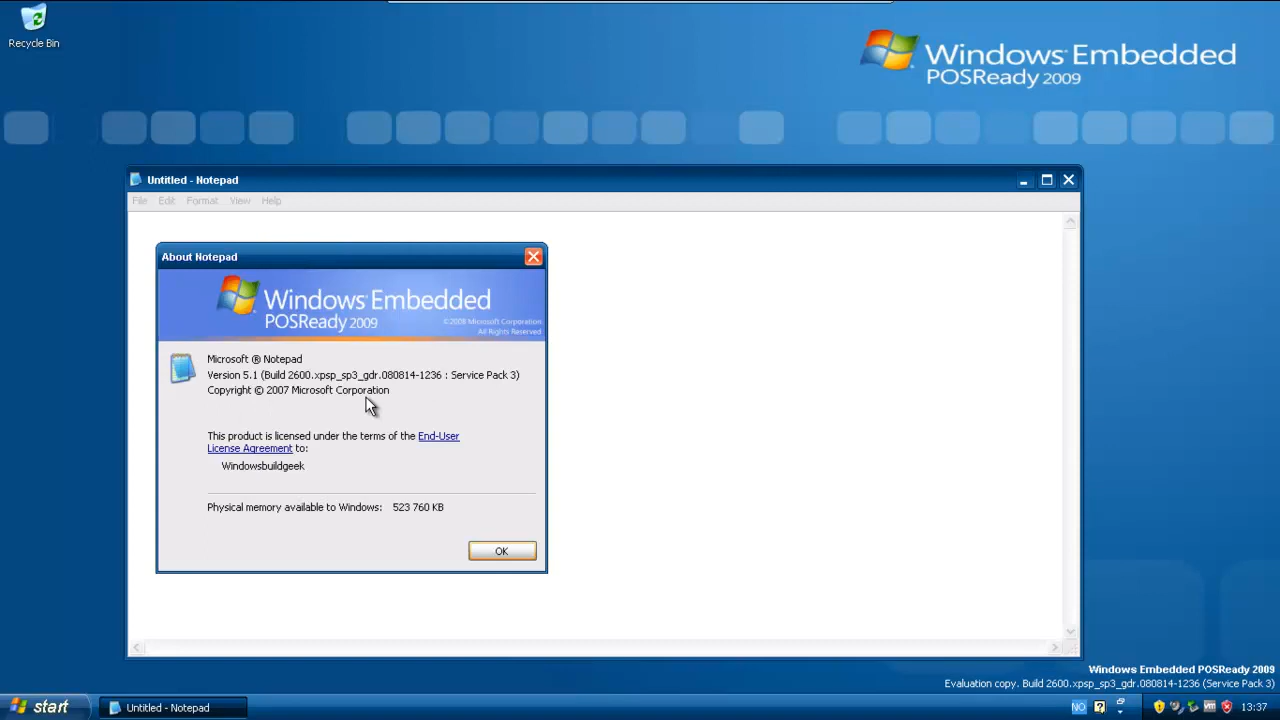 Recycle Bin
Windows Embedded
POSReady 2009
Untitled - Notepad
File Edit Format View Help
About Notepad
Windows Embedded
POSReady 2009
©2008 Microsoft Corporation
All Rights Reserved
Microsoft ® Notepad
Version 5.1 (Build 2600.xpsp_sp3_gdr.080814-1236 : Service Pack 3)
Copyright © 2007 Microsoft Corporation
This product is licensed under the terms of the End-User
License Agreement to:
Windowsbuildgeek
Physical memory available to Windows: 523 760 KB
OK
Windows Embedded POSReady 2009
Evaluation copy. Build 2600.xpsp_sp3_gdr.080814-1236 (Service Pack 3)
start Untitled - Notepad NO 13:37